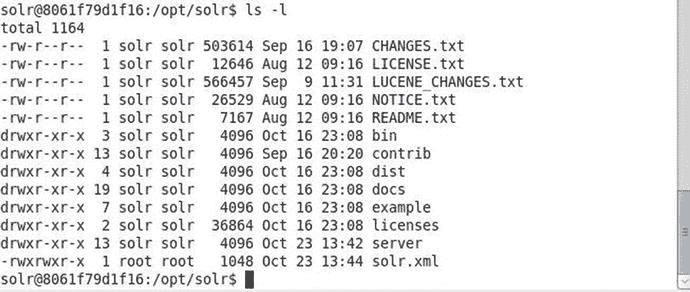 solr@8061f79d1f16:/opt/solr$ ls -l
total 1164
-rw-r--r--  1 solr solr 503614 Sep 16 19:07 CHANGES.txt
-rw-r--r--  1 solr solr  12646 Aug 12 09:16 LICENSE.txt
-rw-r--r--  1 solr solr 566457 Sep  9 11:31 LUCENE_CHANGES.txt
-rw-r--r--  1 solr solr  26529 Aug 12 09:16 NOTICE.txt
-rw-r--r--  1 solr solr   7167 Aug 12 09:16 README.txt
drwxr-xr-x  3 solr solr   4096 Oct 16 23:08 bin
drwxr-xr-x 13 solr solr   4096 Sep 16 20:20 contrib
drwxr-xr-x  4 solr solr   4096 Oct 16 23:08 dist
drwxr-xr-x 19 solr solr   4096 Oct 16 23:08 docs
drwxr-xr-x  7 solr solr   4096 Oct 16 23:08 example
drwxr-xr-x  2 solr solr  36864 Oct 16 23:08 licenses
drwxr-xr-x 13 solr solr   4096 Oct 23 13:42 server
-rwxrwxr-x  1 root root   1048 Oct 23 13:44 solr.xml
solr@8061f79d1f16:/opt/solr$